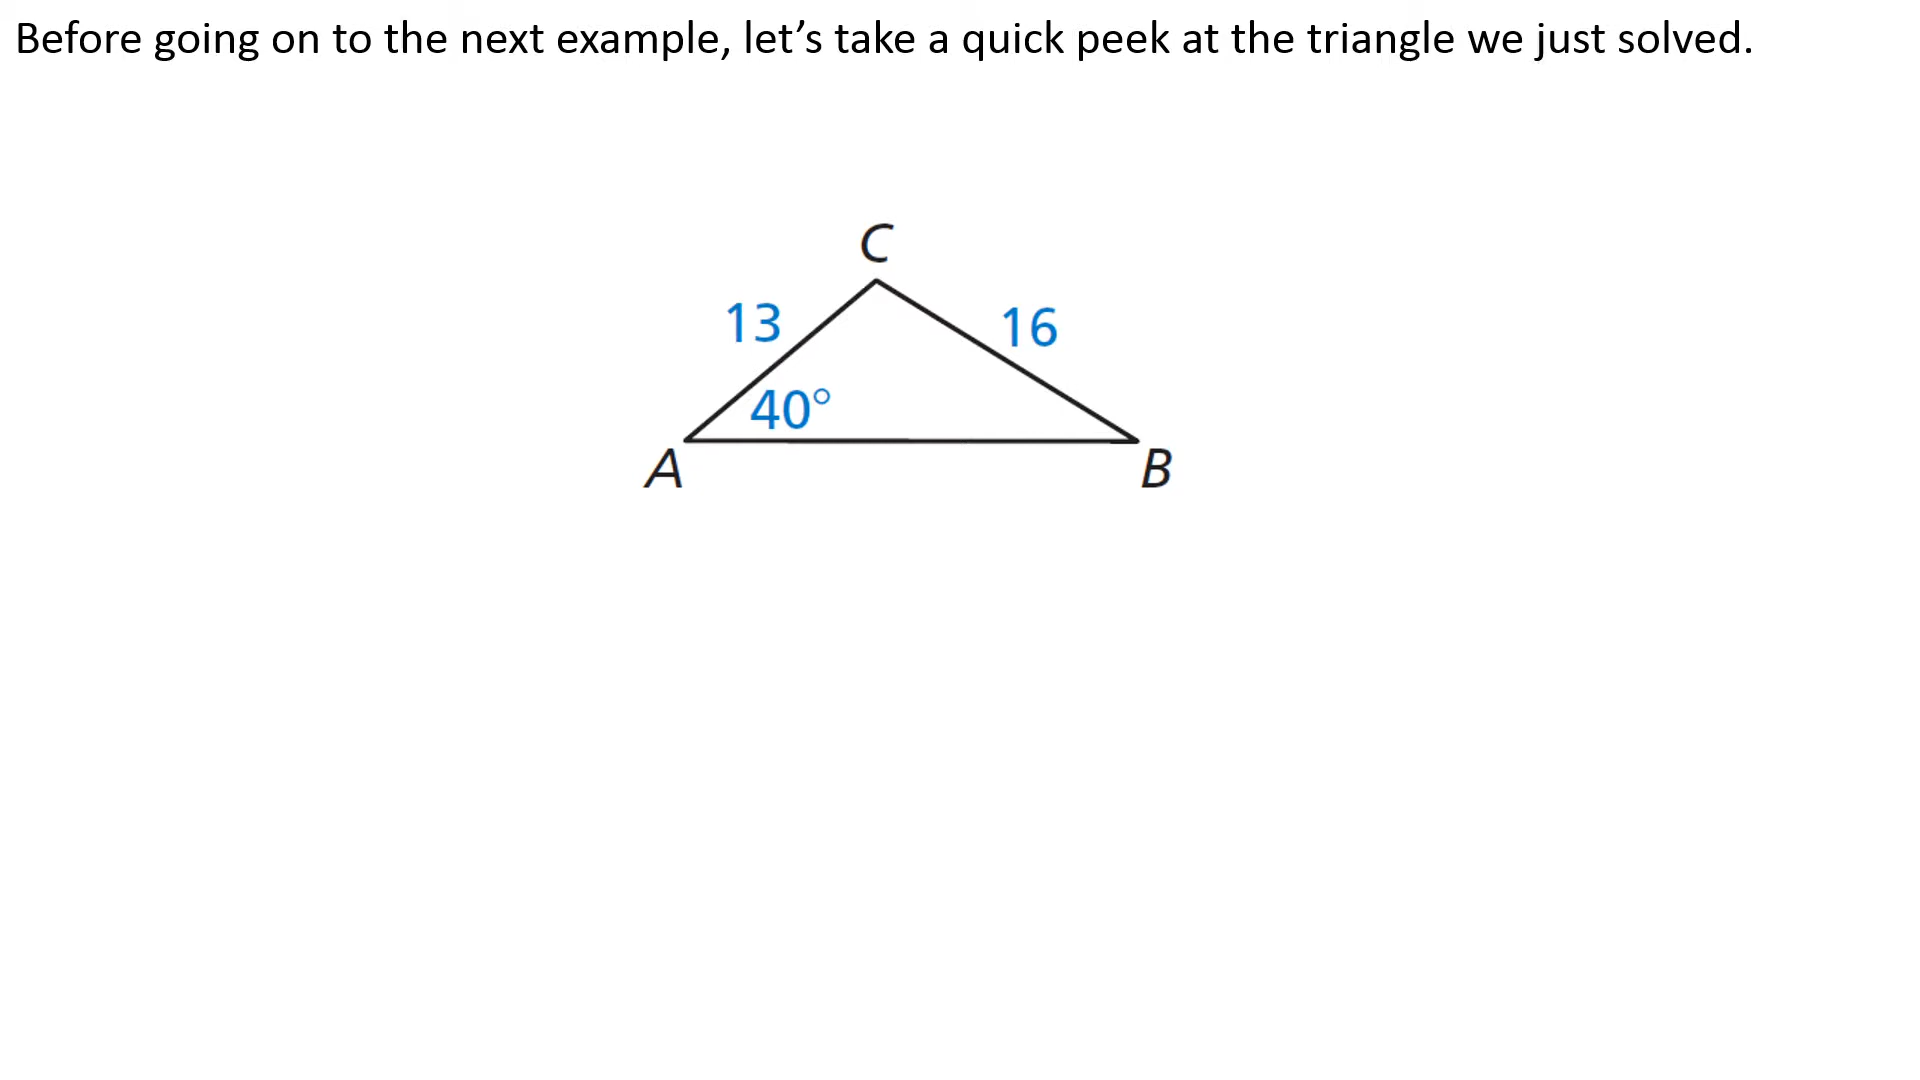 Before going on to the next example, let’s take a quick peek at the triangle we just solved.
C
13
16
40°
A
B